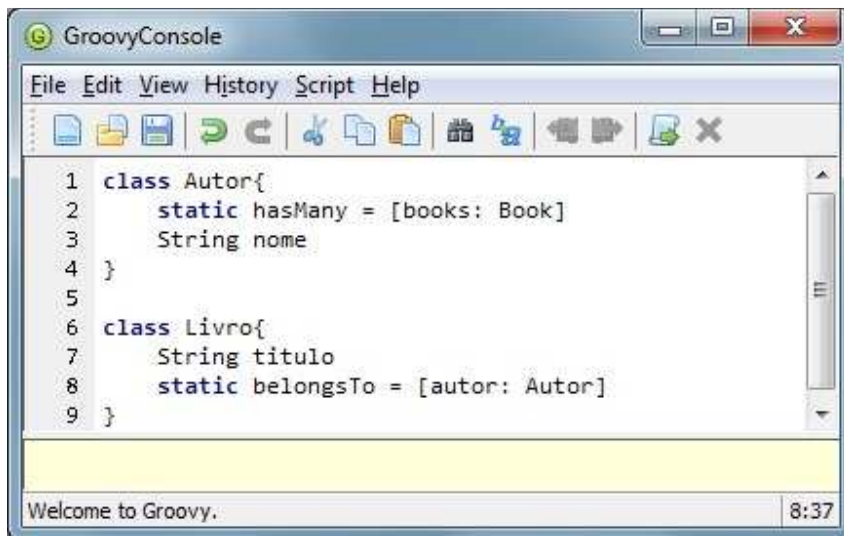 GroovyConsole
File Edit View History Script Help
1 class Autor{
2     static hasMany = [books: Book]
3     String nome
4 }
5
6 class Livro{
7     String titulo
8     static belongsTo = [autor: Autor]
9 }
Welcome to Groovy.
8:37